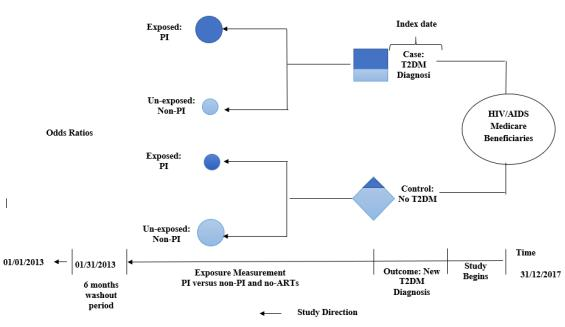 Exposed:
PI
Index date
Case:
T2DM
Diagnosi
Un-exposed:
Non-PI
HIV/AIDS
Medicare
Beneficiaries
Odds Ratios
Exposed:
PI
Control:
No T2DM
Un-exposed:
Non-PI
Time
01/01/2013
01/31/2013
Exposure Measurement
PI versus non-PI and no-ARTs
Outcome: New
T2DM
Diagnosis
Study
Begins
31/12/2017
6 months
washout
period
Study Direction